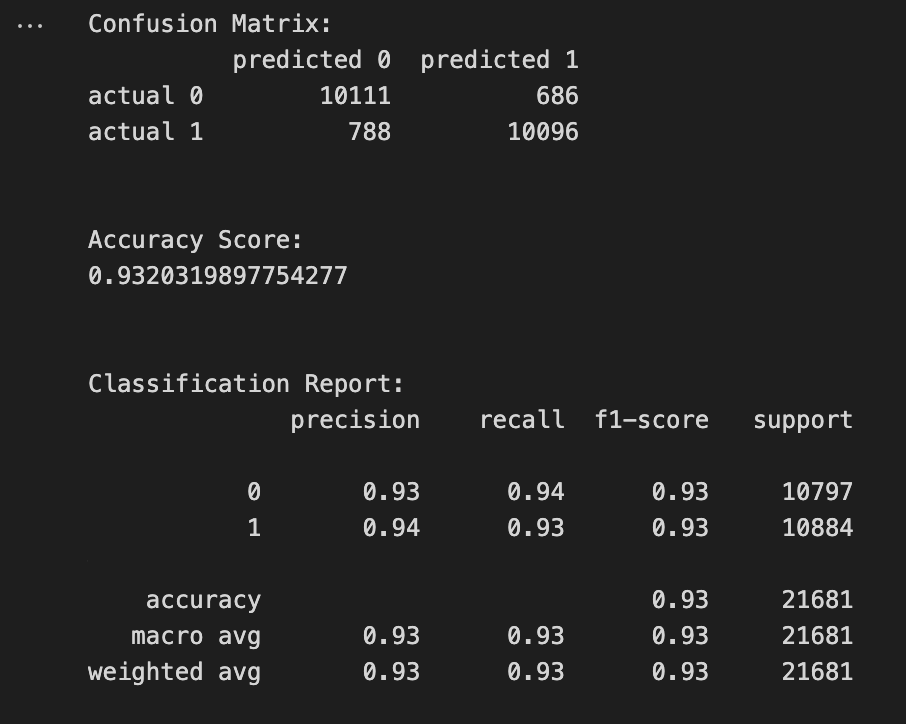 ...
Confusion Matrix:
predicted 0 predicted 1
actual 0 10111 686
actual 1 788 10096
Accuracy Score:
0.9320319897754277
Classification Report:
precision recall f1-score support
0 0.93 0.94 0.93 10797
1 0.94 0.93 0.93 10884
accuracy 0.93 21681
macro avg 0.93 0.93 0.93 21681
weighted avg 0.93 0.93 0.93 21681